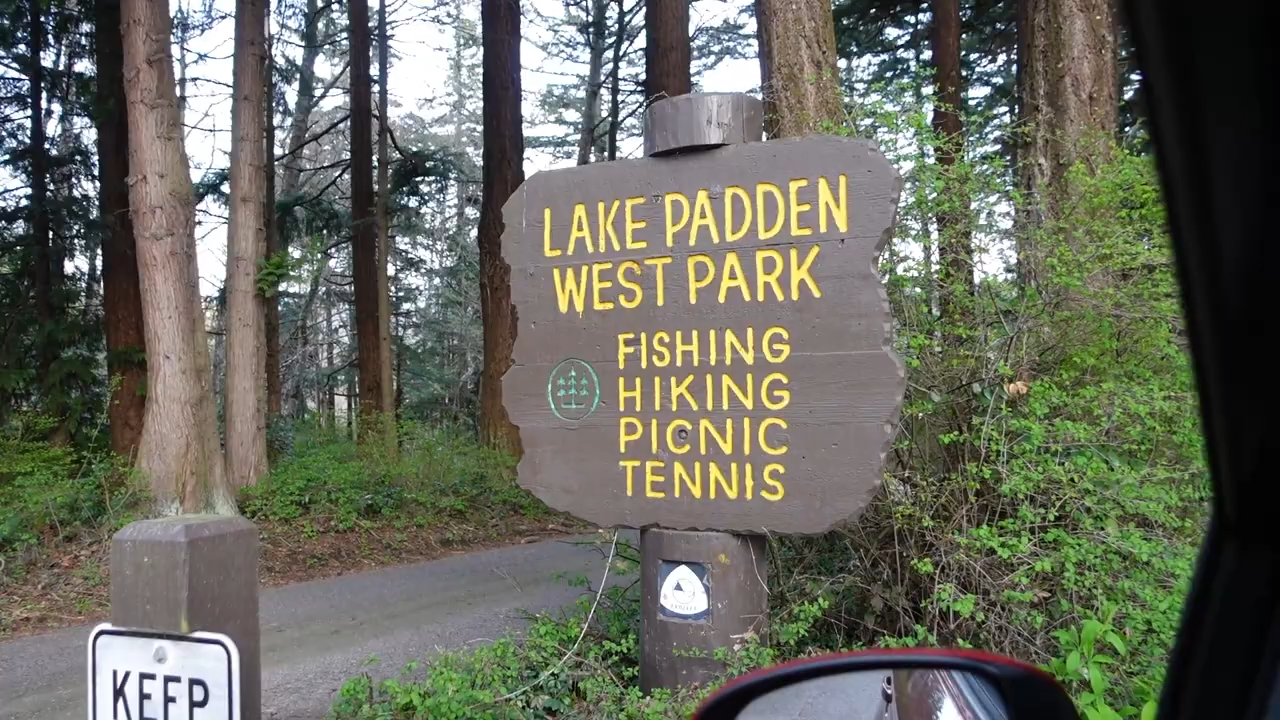 LAKE PADDEN
WEST PARK
FISHING
HIKING
PICNIC
TENNIS
KEEP